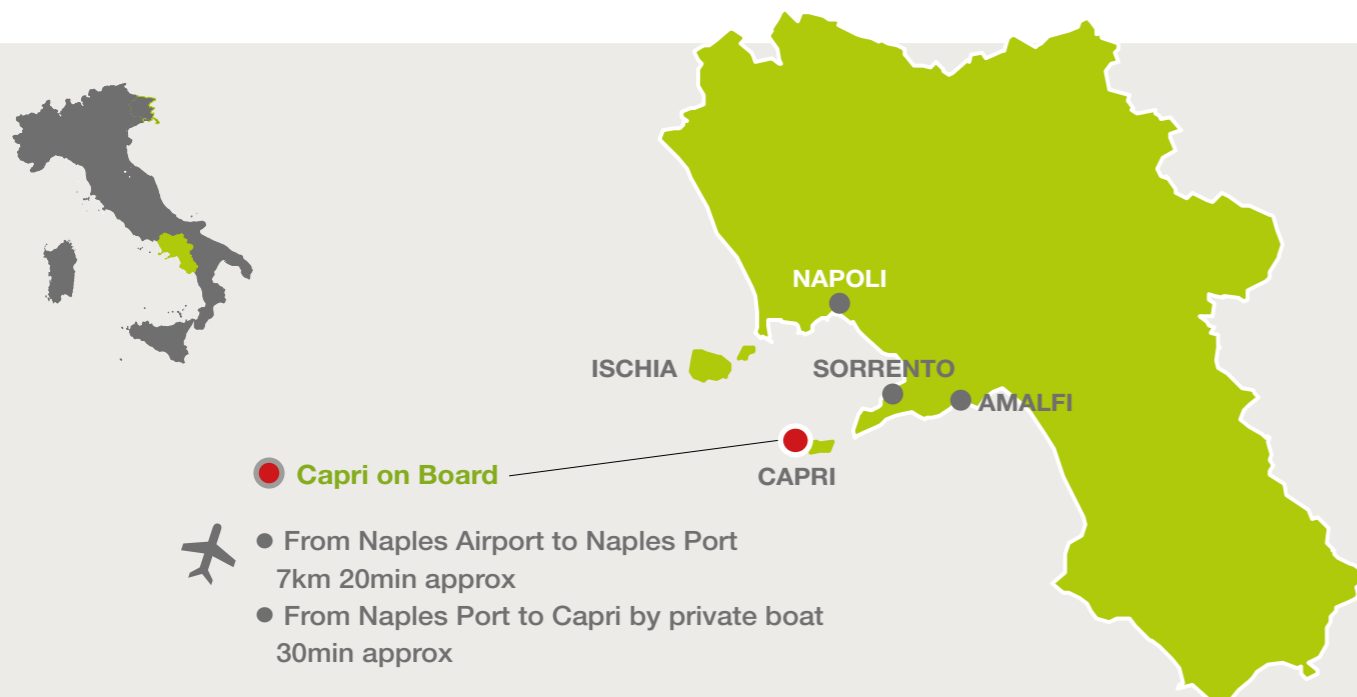 NAPOLI
ISCHIA
SORRENTO
AMALFI
CAPRI
Capri on Board
● From Naples Airport to Naples Port
7km 20min approx
● From Naples Port to Capri by private boat
30min approx